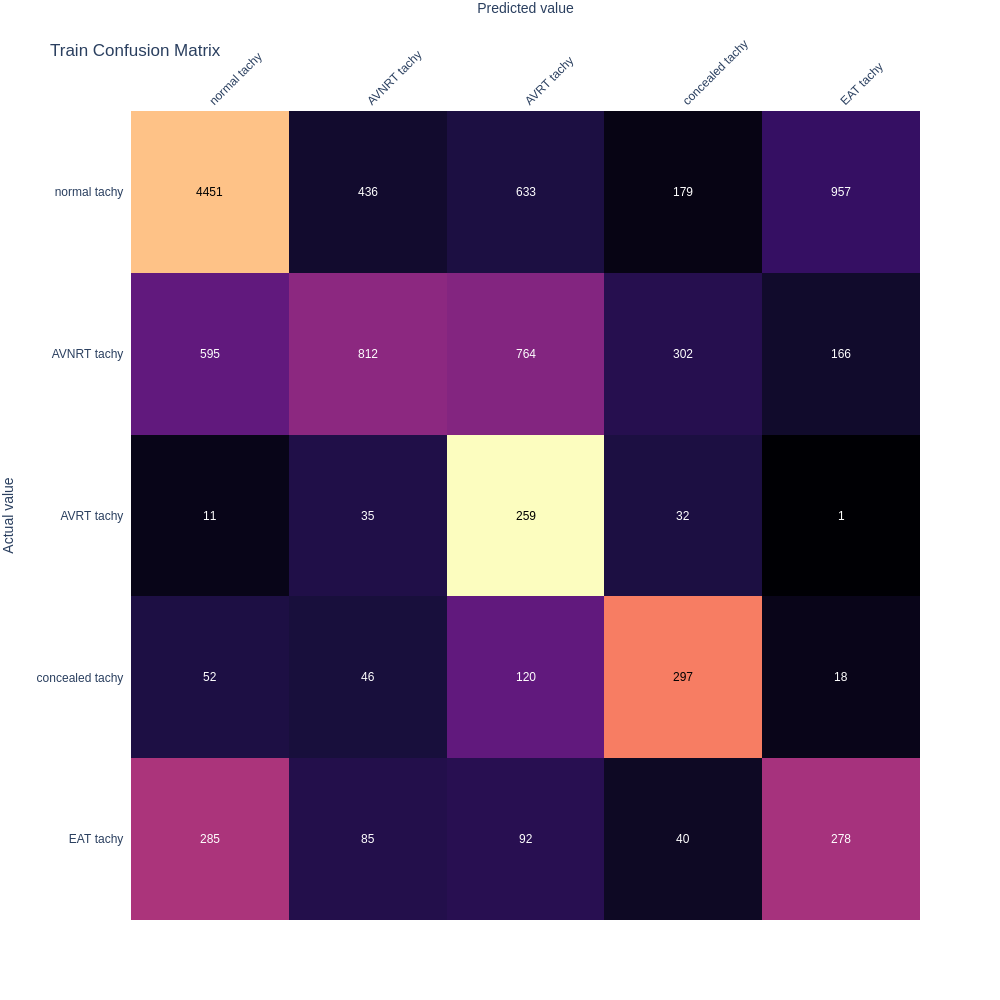 Predicted value
Train Confusion Matrix
normal tachy
AVNRT tachy
AVRT tachy
concealed tachy
EAT tachy
normal tachy 4451 436 633 179 957
AVNRT tachy 595 812 764 302 166
AVRT tachy 11 35 259 32 1
concealed tachy 52 46 120 297 18
EAT tachy 285 85 92 40 278
Actual value